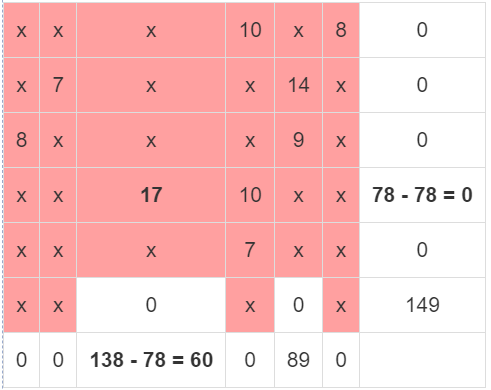 x x x 10 x 8 0
x 7 x x 14 x 0
8 x x x 9 x 0
x x 17 10 x x 78 - 78 = 0
x x x 7 x x 0
x x 0 x 0 x 149
0 0 138 - 78 = 60 0 89 0